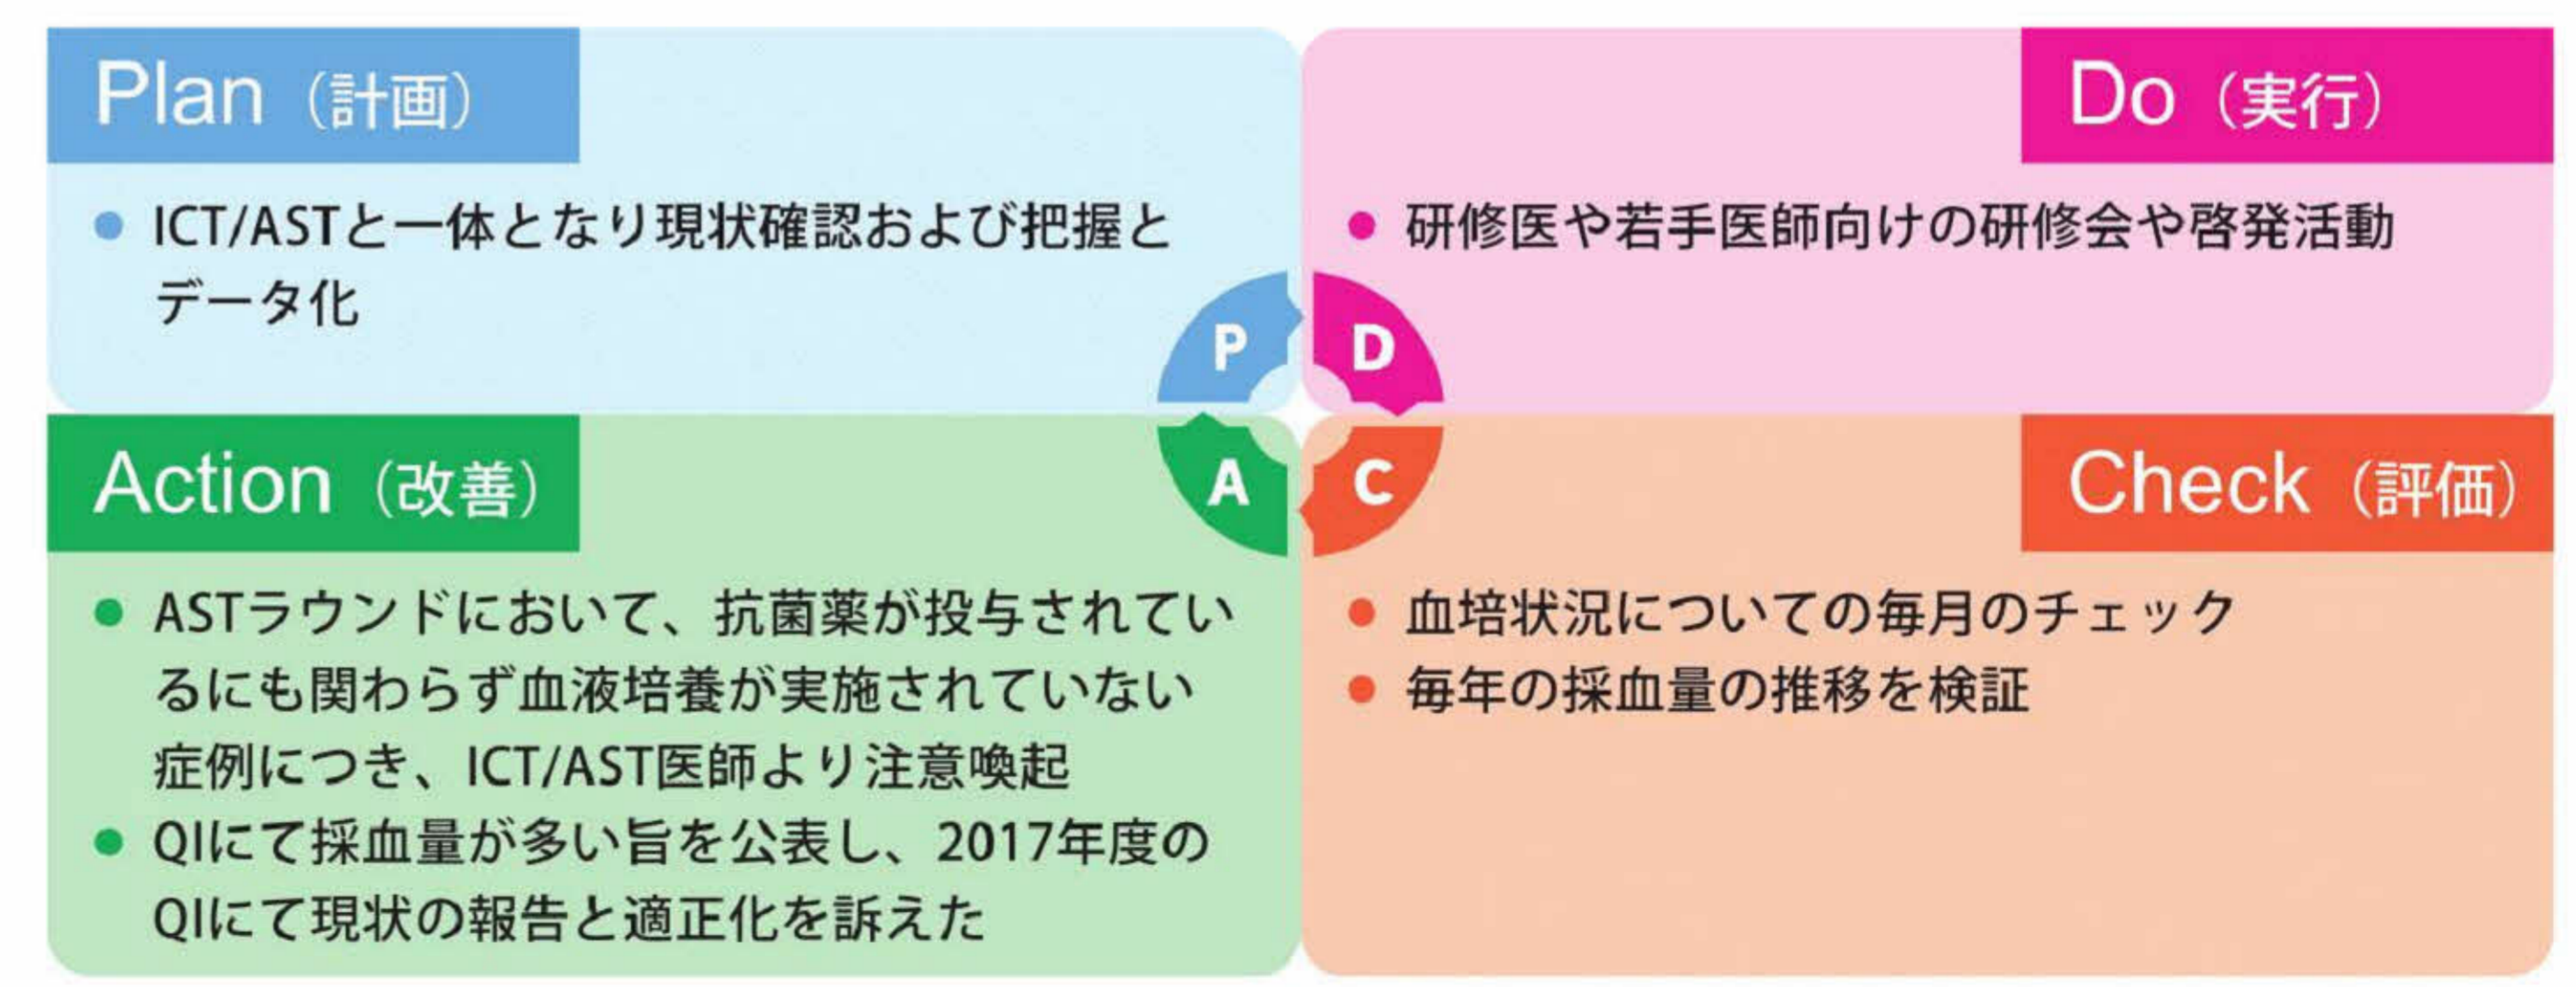 Plan（計画）
● ICT/ASTと一体となり現状確認および把握と
データ化
Do（実行）
● 研修医や若手医師向けの研修会や啓発活動
P
D
A
C
Action（改善）
● ASTラウンドにおいて、抗菌薬が投与されてい
るにも関わらず血液培養が実施されていない
症例につき、ICT/AST医師より注意喚起
● QIにて採血量が多い旨を公表し、2017年度の
QIにて現状の報告と適正化を訴えた
Check（評価）
● 血培状況についての毎月のチェック
● 毎年の採血量の推移を検証